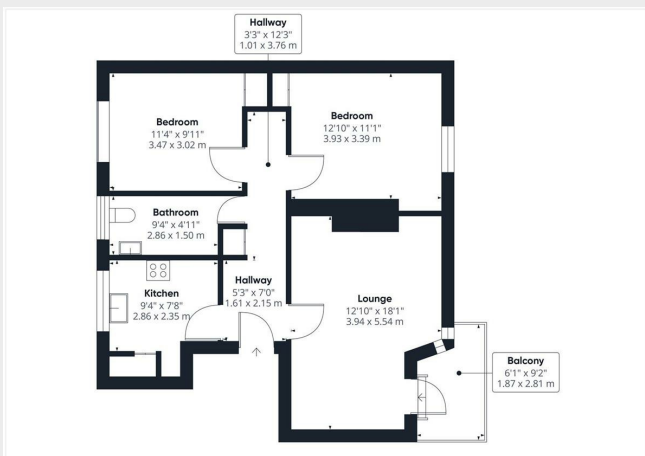 Hallway
3'3" x 12'3"
1.01 x 3.76 m
Bedroom
11'4" x 9'11"
3.47 x 3.02 m
Bedroom
12'10" x 11'1"
3.93 x 3.39 m
Bathroom
9'4" x 4'11"
2.86 x 1.50 m
Kitchen
9'4" x 7'8"
2.86 x 2.35 m
Hallway
5'3" x 7'0"
1.61 x 2.15 m
Lounge
12'10" x 18'1"
3.94 x 5.54 m
Balcony
6'1" x 9'2"
1.87 x 2.81 m